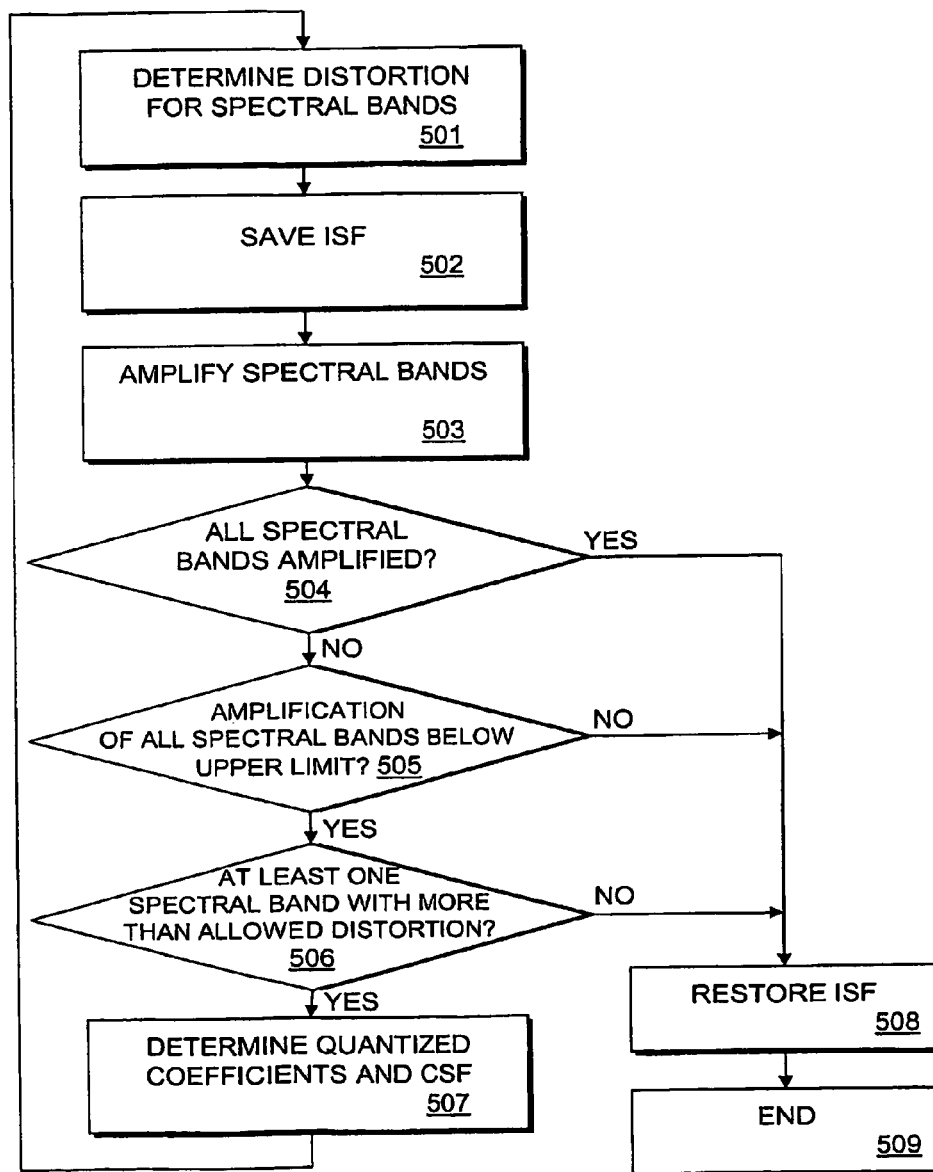 DETERMINE DISTORTION
FOR SPECTRAL BANDS
501
SAVE ISF
502
AMPLIFY SPECTRAL BANDS
503
ALL SPECTRAL
BANDS AMPLIFIED?
504
YES
NO
AMPLIFICATION
OF ALL SPECTRAL BANDS BELOW
UPPER LIMIT? 505
NO
YES
AT LEAST ONE
SPECTRAL BAND WITH MORE
THAN ALLOWED DISTORTION?
506
NO
YES
DETERMINE QUANTIZED
COEFFICIENTS AND CSF
507
RESTORE ISF
508
END
509